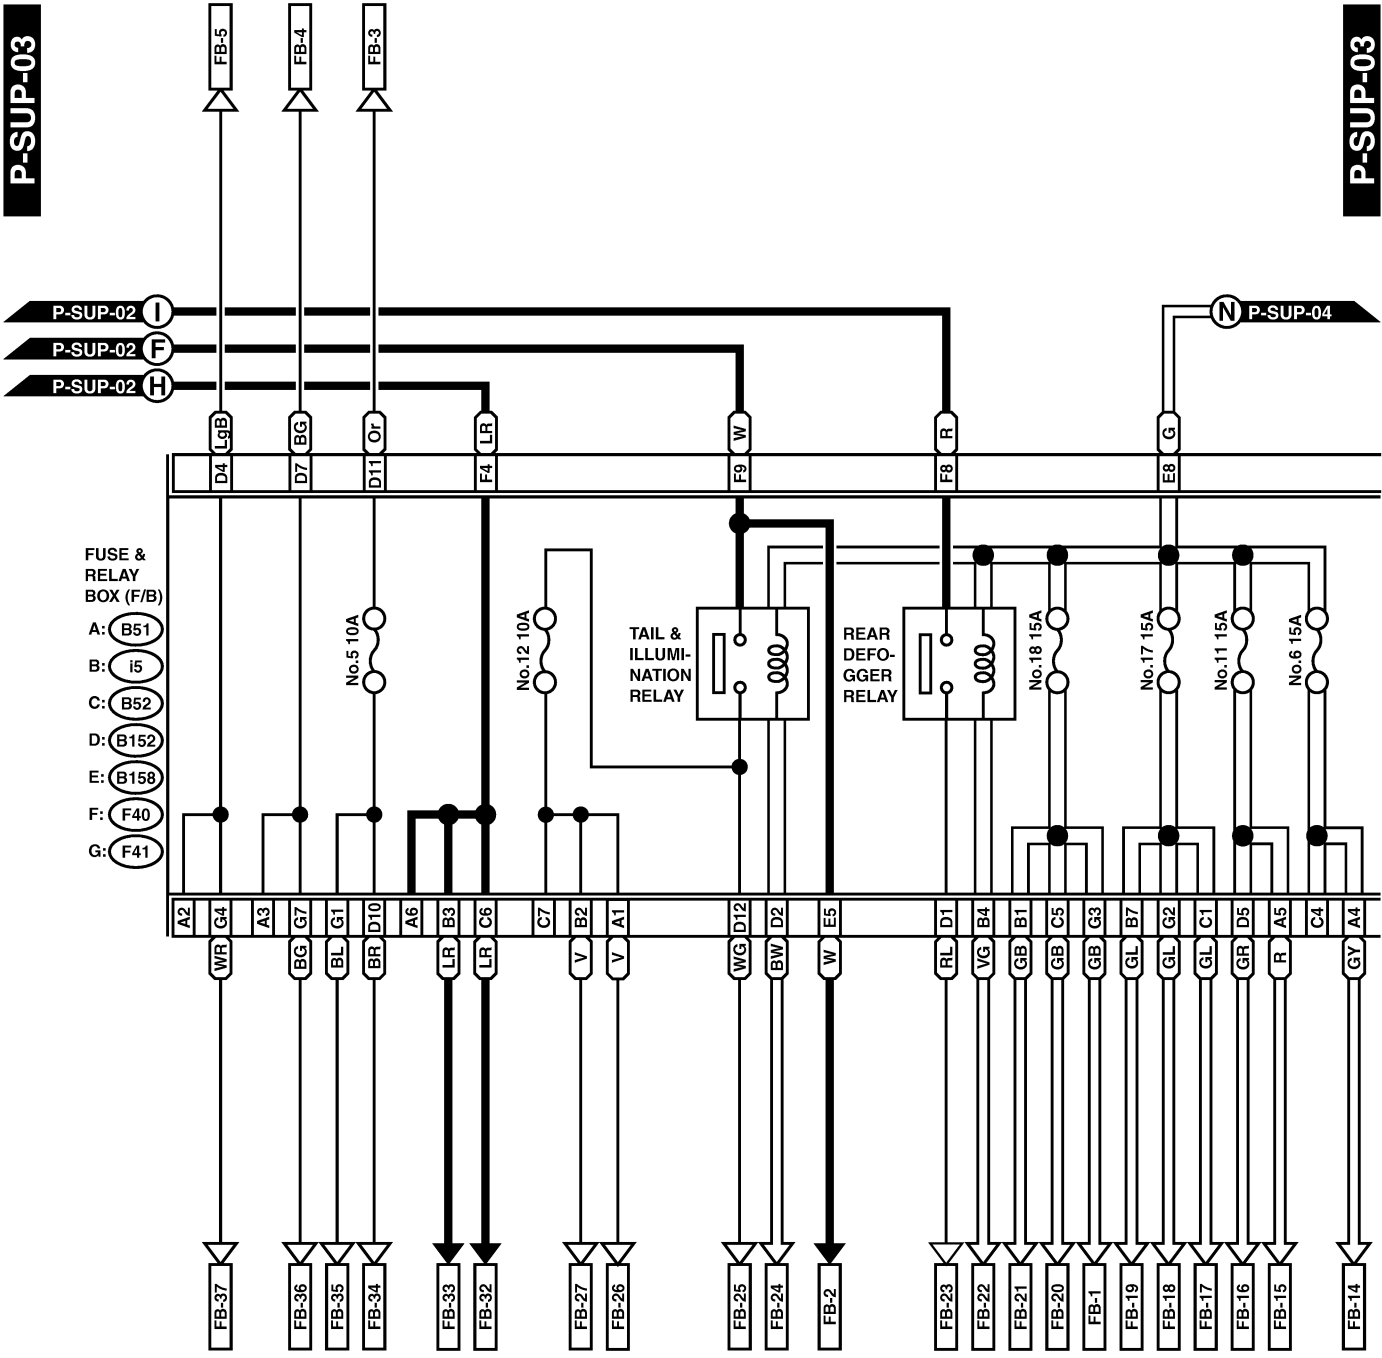 P-SUP-03
P-SUP-03
FB-5
FB-4
FB-3
P-SUP-02 I
P-SUP-02 F
P-SUP-02 H
N P-SUP-04
LgB
BG
Or
LR
W
R
G
D4
D7
D11
F4
F9
F8
E8
FUSE &
RELAY
BOX (F/B)
A: B51
B: i5
C: B52
D: B152
E: B158
F: F40
G: F41
No.5 10A
No.12 10A
TAIL &
ILLUMI-
NATION
RELAY
REAR
DEFO-
GGER
RELAY
No.18 15A
No.17 15A
No.11 15A
No.6 15A
A2
G4
A3
G7
G1
D10
A6
B3
C6
C7
B2
A1
D12
D2
E5
D1
B4
B1
C5
G3
B7
G2
C1
D5
A5
C4
A4
WR
BG
BL
BR
LR
LR
V
V
WG
BW
W
RL
VG
GB
GB
GB
GL
GL
GL
GR
R
GY
FB-37
FB-36
FB-35
FB-34
FB-33
FB-32
FB-27
FB-26
FB-25
FB-24
FB-2
FB-23
FB-22
FB-21
FB-20
FB-1
FB-19
FB-18
FB-17
FB-16
FB-15
FB-14